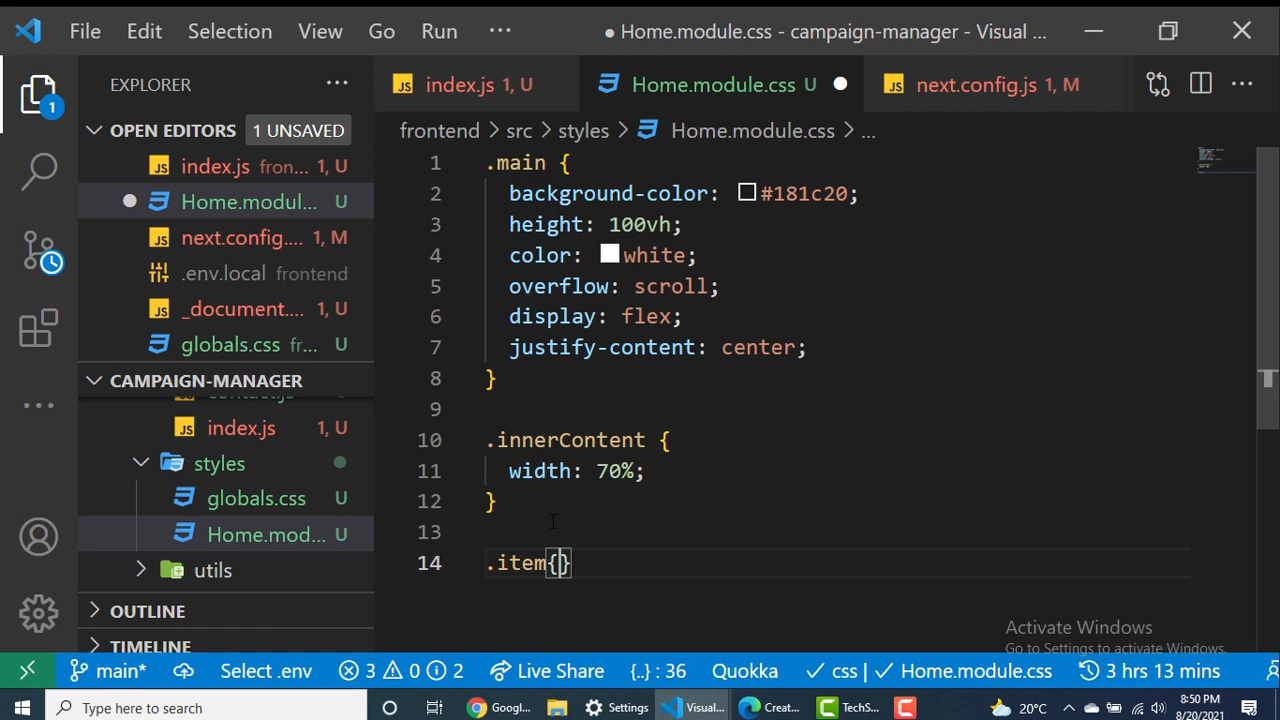 File Edit Selection View Go Run ··· ● Home.module.css - campaign-manager - Visual ...
EXPLORER ···
JS index.js 1, U
Home.module.css U ●
JS next.config.js 1, M
···
OPEN EDITORS 1 UNSAVED
frontend > src > styles > Home.module.css > ...
JS index.js fron... 1, U
Home.modul... U
JS next.config.... 1, M
.env.local frontend
JS _document.... 1, U
globals.css fr... U
CAMPAIGN-MANAGER
JS index.js 1, U
styles
globals.css U
Home.mod... U
utils
OUTLINE
TIMELINE
1
1 .main {
2 background-color: #181c20;
3 height: 100vh;
4 color: white;
5 overflow: scroll;
6 display: flex;
7 justify-content: center;
8 }
9
10 .innerContent {
11 width: 70%;
12 }
13
14 .item{}
Activate Windows
Go to Settings to activate Windows.
main* Select .env 3 0 2 Live Share {..} : 36 Quokka ✓ css | ✓ Home.module.css 3 hrs 13 mins
Type here to search Googl... Settings Visual... Creat... TechS... 20°C 8:50 PM
8/20/2021